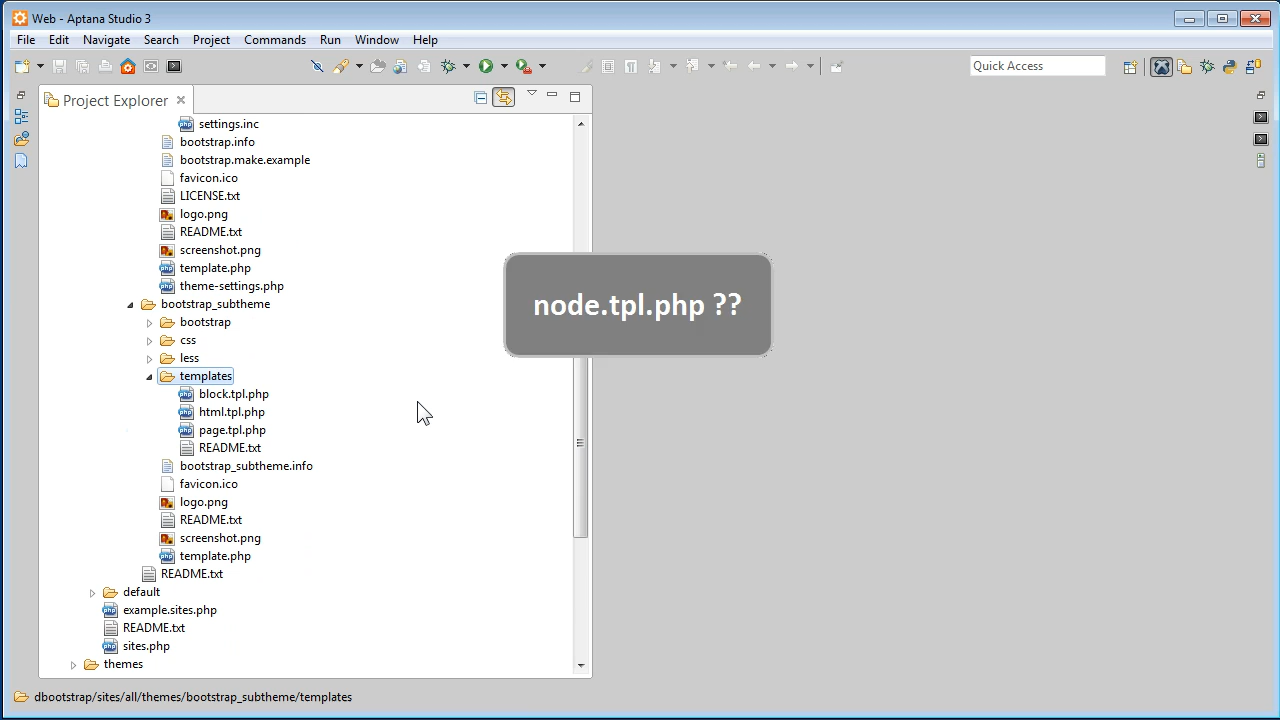 Web - Aptana Studio 3
File Edit Navigate Search Project Commands Run Window Help
Quick Access
Project Explorer
settings.inc
bootstrap.info
bootstrap.make.example
favicon.ico
LICENSE.txt
logo.png
README.txt
screenshot.png
template.php
theme-settings.php
bootstrap_subtheme
bootstrap
css
less
templates
block.tpl.php
html.tpl.php
page.tpl.php
README.txt
bootstrap_subtheme.info
favicon.ico
logo.png
README.txt
screenshot.png
template.php
README.txt
default
example.sites.php
README.txt
sites.php
themes
node.tpl.php ??
dbootstrap/sites/all/themes/bootstrap_subtheme/templates